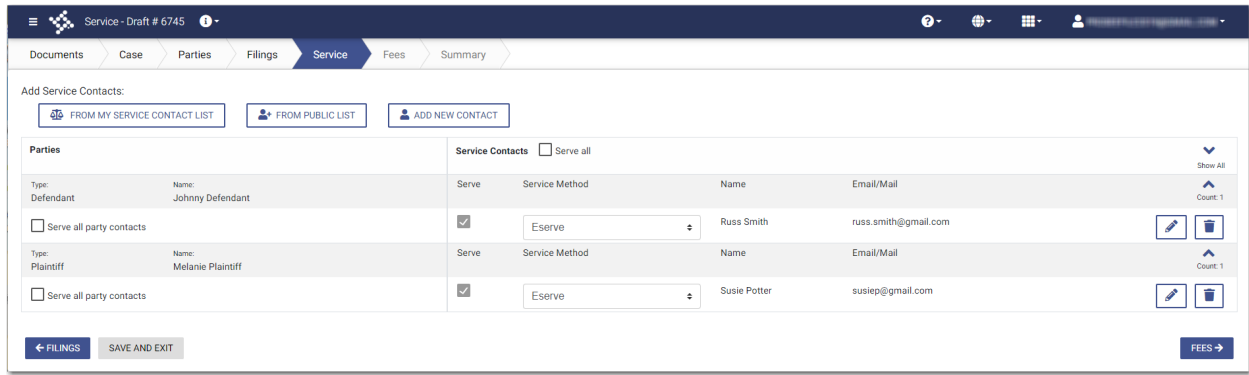 Service - Draft # 6745
Documents Case Parties Filings Service Fees Summary
Add Service Contacts:
FROM MY SERVICE CONTACT LIST FROM PUBLIC LIST ADD NEW CONTACT
Parties Service Contacts Serve all
Show All
Type: Name: Serve Service Method Name Email/Mail
Defendant Johnny Defendant Count: 1
Serve all party contacts Eserve Russ Smith russ.smith@gmail.com
Type: Name: Serve Service Method Name Email/Mail
Plaintiff Melanie Plaintiff Count: 1
Serve all party contacts Eserve Susie Potter susiep@gmail.com
FILINGS SAVE AND EXIT FEES